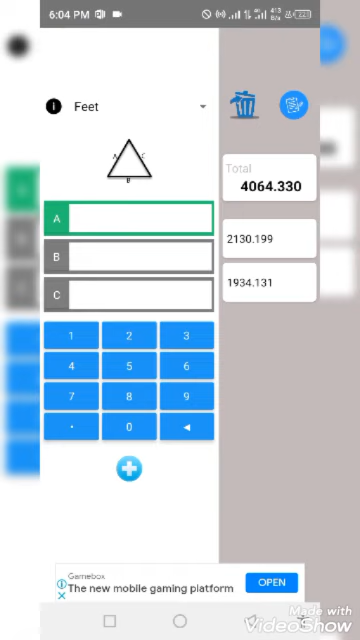 6:04 PM
Feet
Total
4064.330
A
C
B
A
2130.199
B
1934.131
C
1 2 3
4 5 6
7 8 9
. 0
Gamebox
The new mobile gaming platform
OPEN
Made with
VideoShow